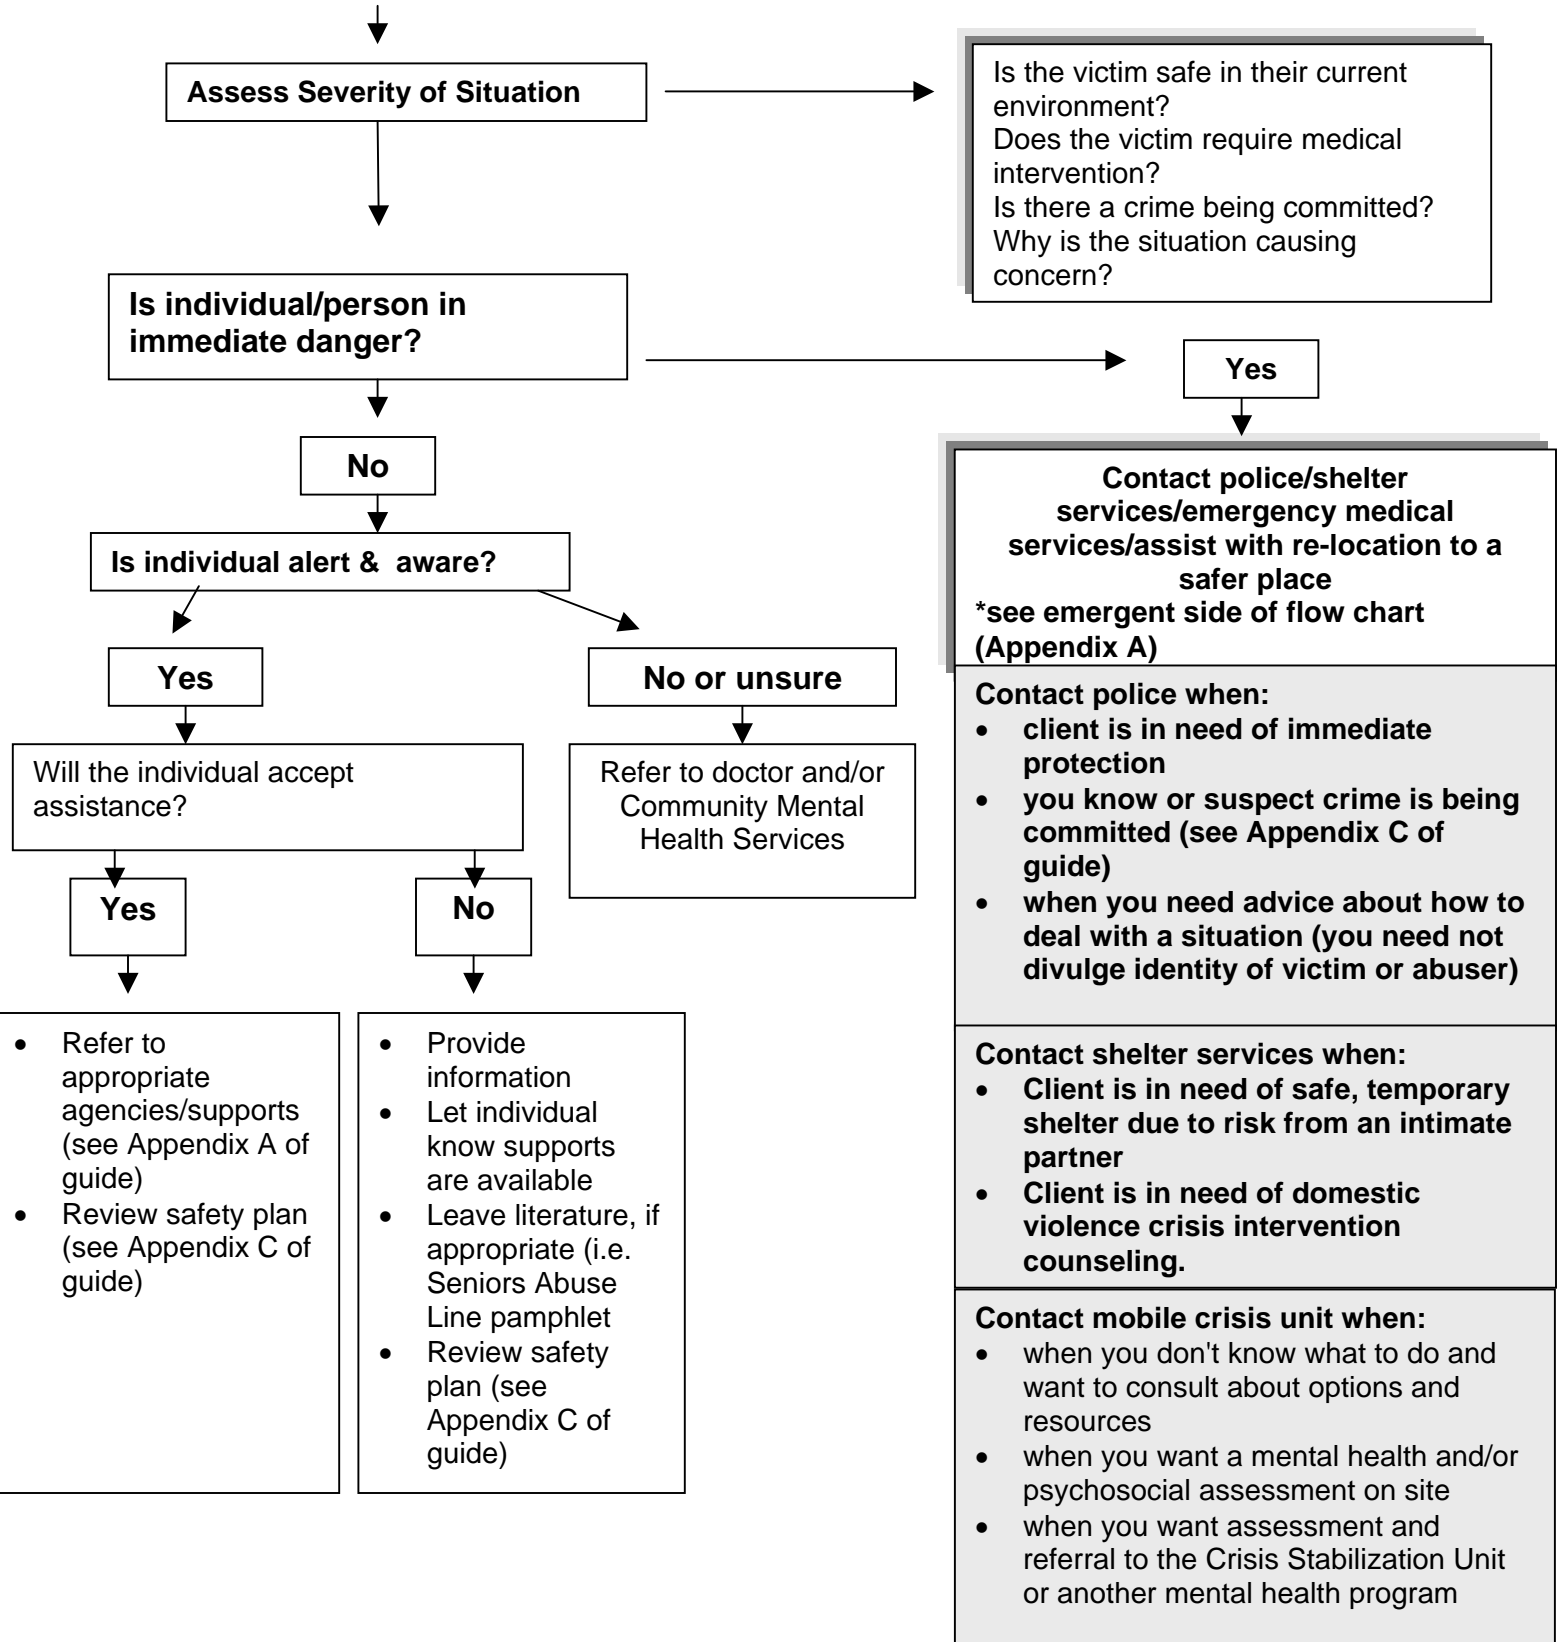 Assess Severity of Situation
Is the victim safe in their current
environment?
Does the victim require medical
intervention?
Is there a crime being committed?
Why is the situation causing
concern?
Is individual/person in
immediate danger?
Yes
No
Contact police/shelter
services/emergency medical
services/assist with re-location to a
safer place
*see emergent side of flow chart
(Appendix A)
Is individual alert &  aware?
Yes
No or unsure
Will the individual accept
assistance?
Refer to doctor and/or
Community Mental
Health Services
Yes
No
• Refer to
appropriate
agencies/supports
(see Appendix A of
guide)
• Review safety plan
(see Appendix C of
guide)
• Provide
information
• Let individual
know supports
are available
• Leave literature, if
appropriate (i.e.
Seniors Abuse
Line pamphlet
• Review safety
plan (see
Appendix C of
guide)
Contact police when:
• client is in need of immediate
protection
• you know or suspect crime is being
committed (see Appendix C of
guide)
• when you need advice about how to
deal with a situation (you need not
divulge identity of victim or abuser)
Contact shelter services when:
• Client is in need of safe, temporary
shelter due to risk from an intimate
partner
• Client is in need of domestic
violence crisis intervention
counseling.
Contact mobile crisis unit when:
• when you don't know what to do and
want to consult about options and
resources
• when you want a mental health and/or
psychosocial assessment on site
• when you want assessment and
referral to the Crisis Stabilization Unit
or another mental health program